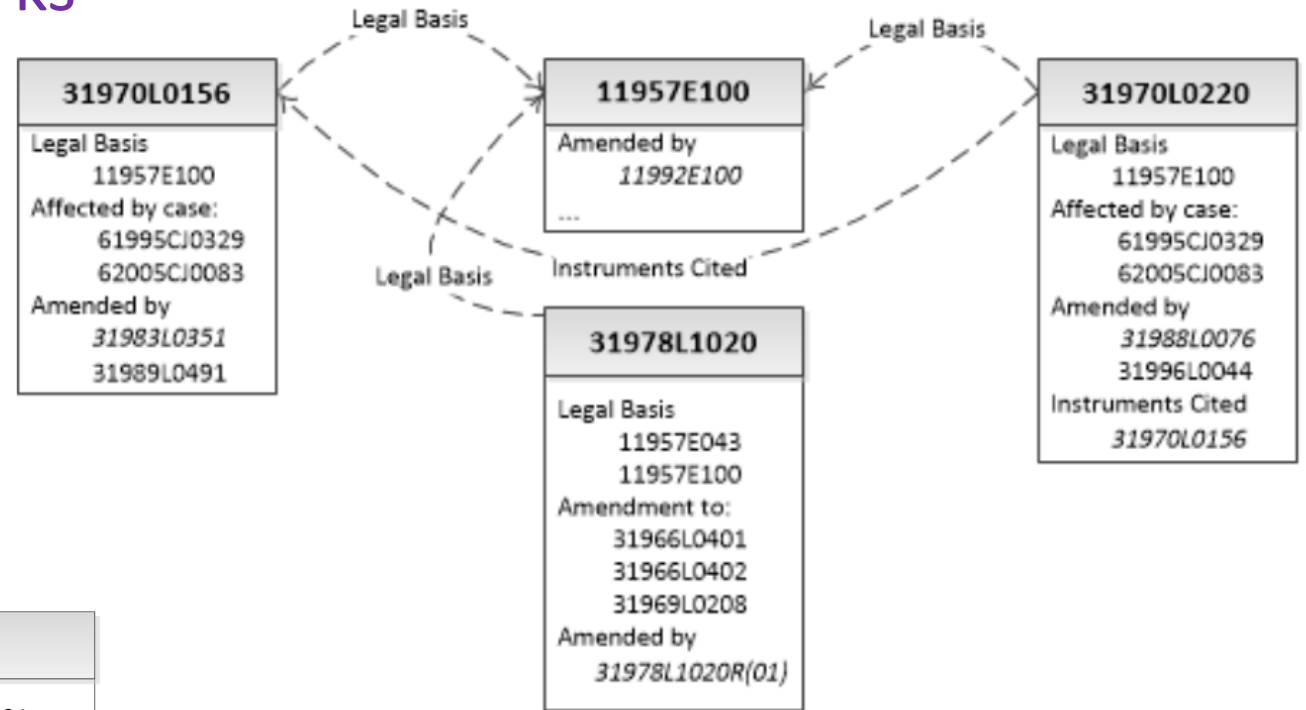 RS
Legal Basis
Legal Basis
31970L0156
Legal Basis
11957E100
Affected by case:
61995CJ0329
62005CJ0083
Amended by
31983L0351
31989L0491
11957E100
Amended by
11992E100
...
31970L0220
Legal Basis
11957E100
Affected by case:
61995CJ0329
62005CJ0083
Amended by
31988L0076
31996L0044
Instruments Cited
31970L0156
Legal Basis
Instruments Cited
31978L1020
Legal Basis
11957E043
11957E100
Amendment to:
31966L0401
31966L0402
31969L0208
Amended by
31978L1020R(01)